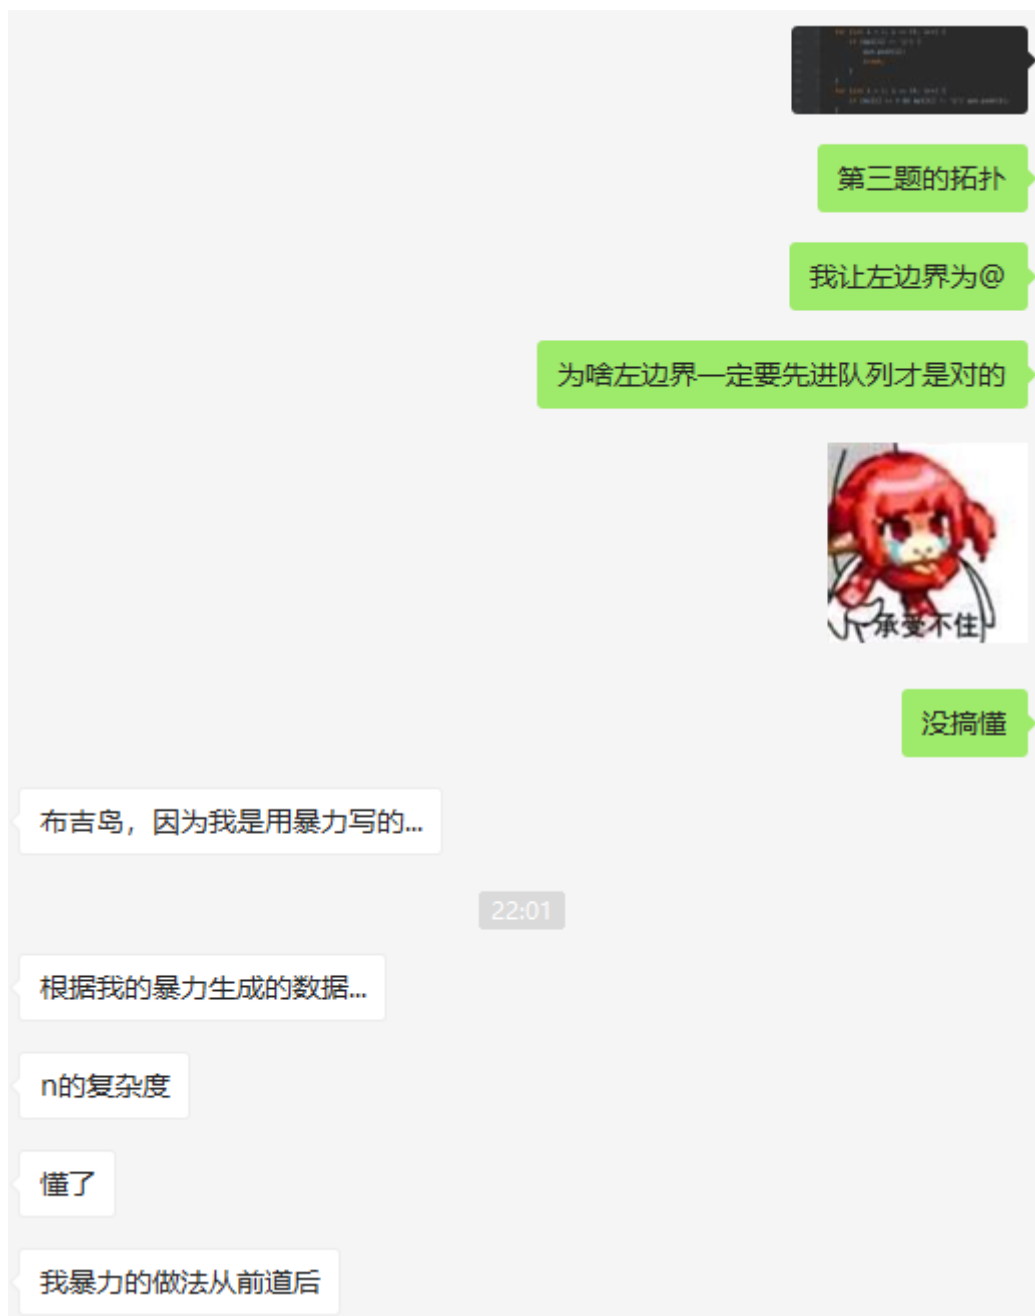 第三题的拓扑
我让左边界为@
为啥左边界一定要先进队列才是对的
承受不住
没搞懂
布吉岛，因为我是用暴力写的...
22:01
根据我的暴力生成的数据...
n的复杂度
懂了
我暴力的做法从前道后